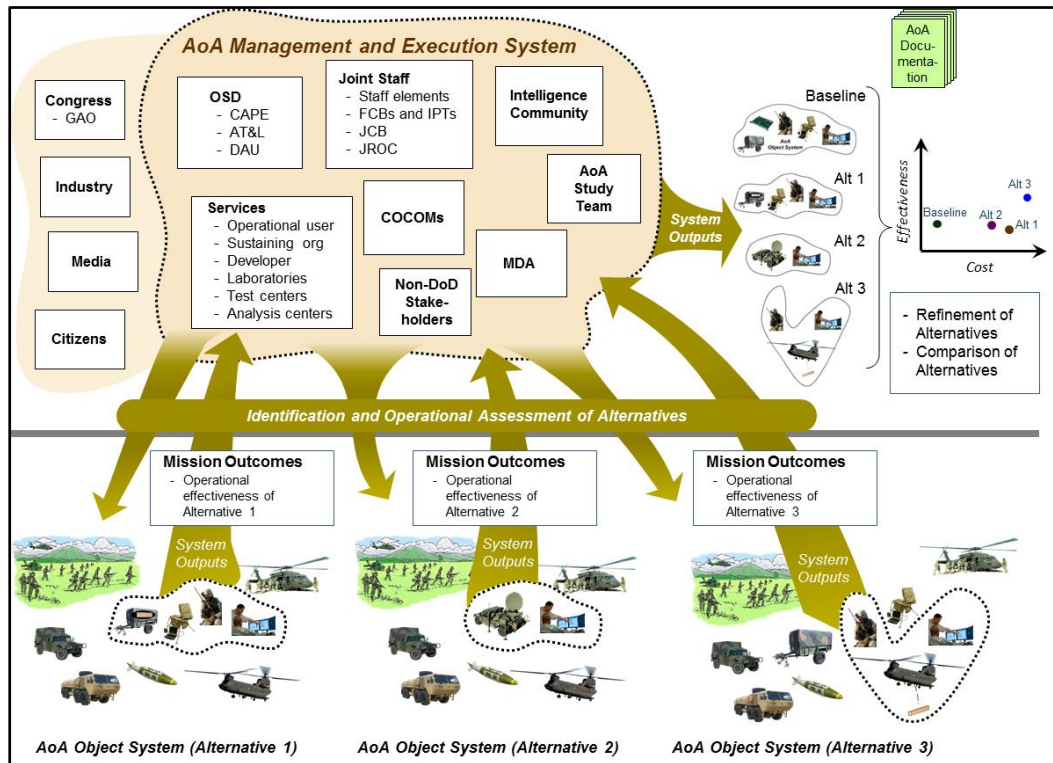 AoA Management and Execution System
Congress
- GAO
Industry
Media
Citizens
OSD
- CAPE
- AT&L
- DAU
Joint Staff
- Staff elements
- FCBs and IPTs
- JCB
- JROC
Intelligence
Community
AoA
Study
Team
Services
- Operational user
- Sustaining org
- Developer
- Laboratories
- Test centers
- Analysis centers
COCOMs
Non-DoD
Stake-
holders
MDA
System
Outputs
Baseline
AoA
Object System
Alt 1
Alt 2
Alt 3
AoA
Docu-
menta-
tion
Effectiveness
Baseline
Alt 2
Alt 3
Alt 1
Cost
- Refinement of
Alternatives
- Comparison of
Alternatives
Identification and Operational Assessment of Alternatives
Mission Outcomes
- Operational
effectiveness of
Alternative 1
System
Outputs
AoA Object System (Alternative 1)
Mission Outcomes
- Operational
effectiveness of
Alternative 2
System
Outputs
AoA Object System (Alternative 2)
Mission Outcomes
- Operational
effectiveness of
Alternative 3
System
Outputs
AoA Object System (Alternative 3)